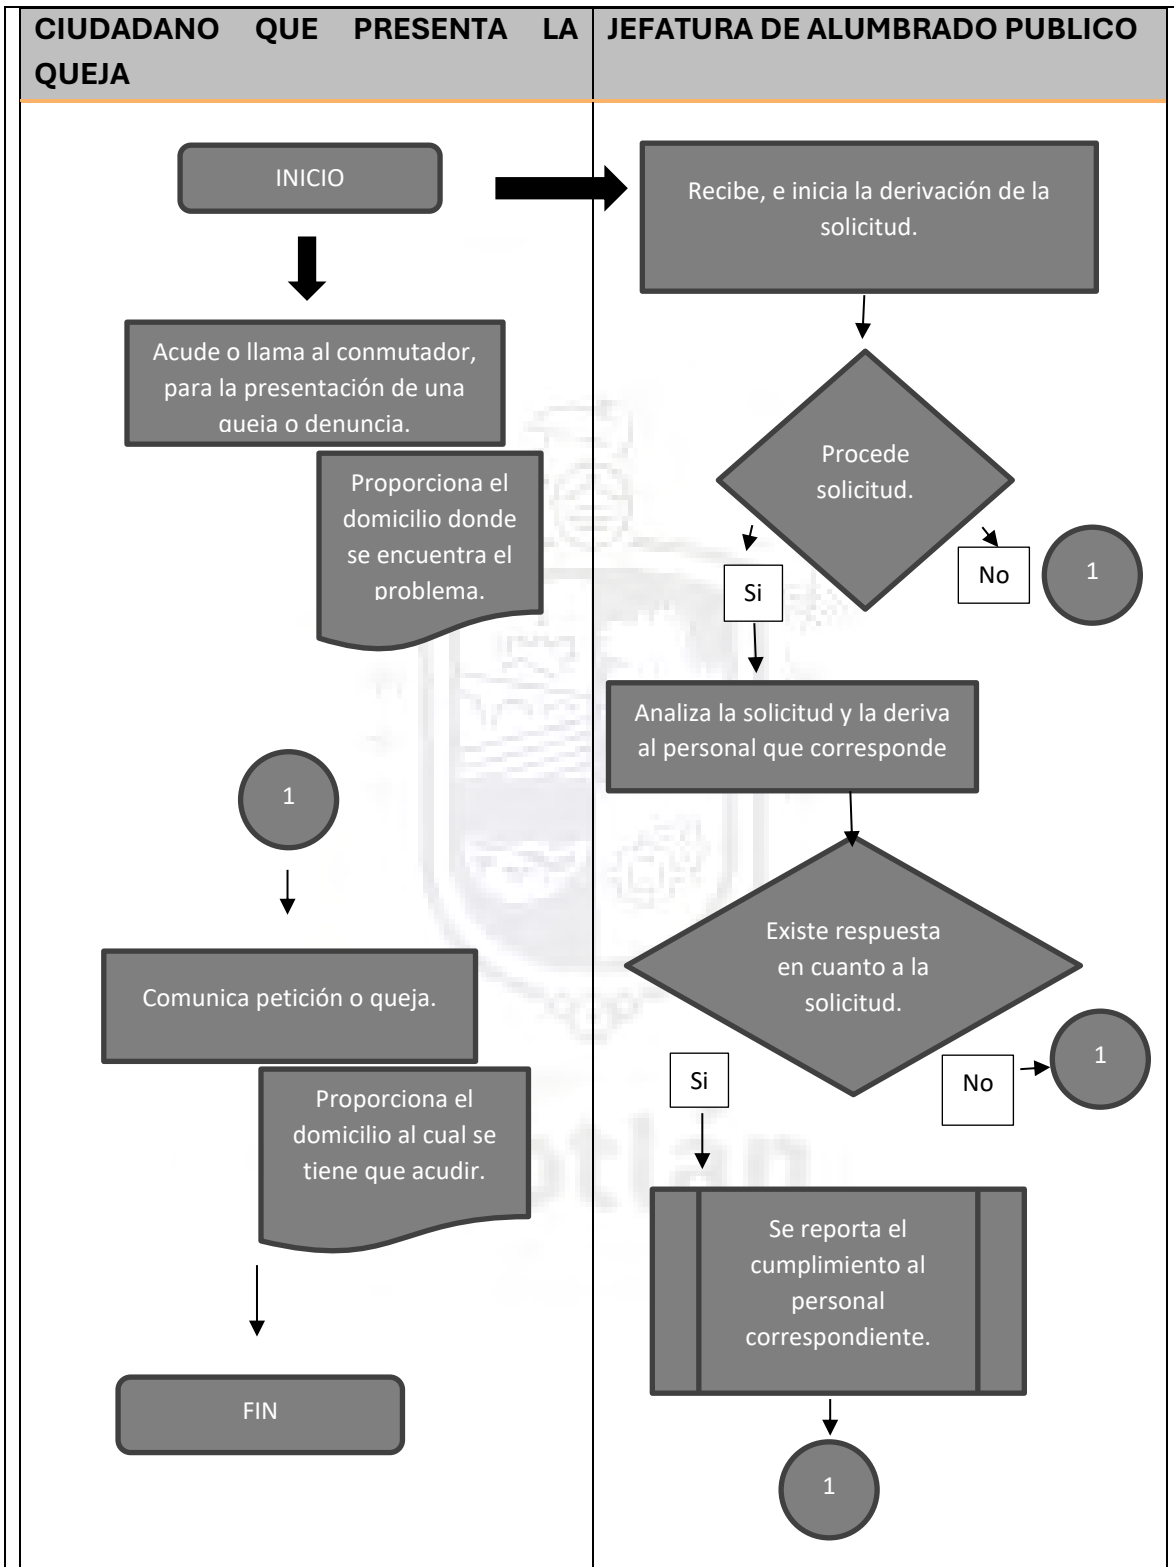 CIUDADANO QUE PRESENTA LA
QUEJA
JEFATURA DE ALUMBRADO PUBLICO
INICIO
Acude o llama al conmutador,
para la presentación de una
queja o denuncia.
Proporciona el
domicilio donde
se encuentra el
problema.
1
Comunica petición o queja.
Proporciona el
domicilio al cual se
tiene que acudir.
FIN
Recibe, e inicia la derivación de la
solicitud.
Procede
solicitud.
Si
No
1
Analiza la solicitud y la deriva
al personal que corresponde
Existe respuesta
en cuanto a la
solicitud.
Si
No
1
Se reporta el
cumplimiento al
personal
correspondiente.
1